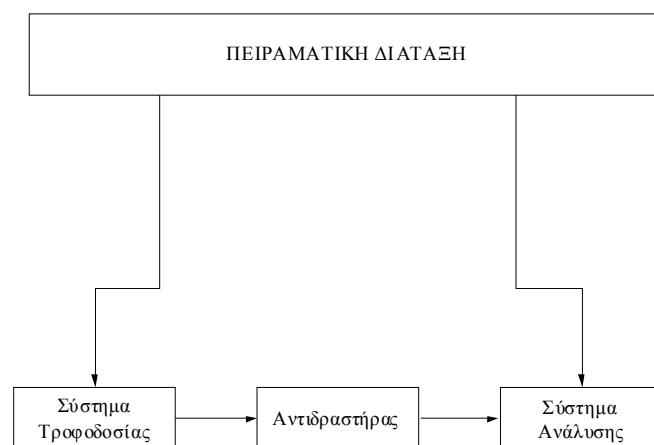 ΠΕΙΡΑΜΑΤΙΚΗ ΔΙΑΤΑΞΗ
Σύστημα
Τροφοδοσίας
Αντιδραστήρας
Σύστημα
Ανάλυσης